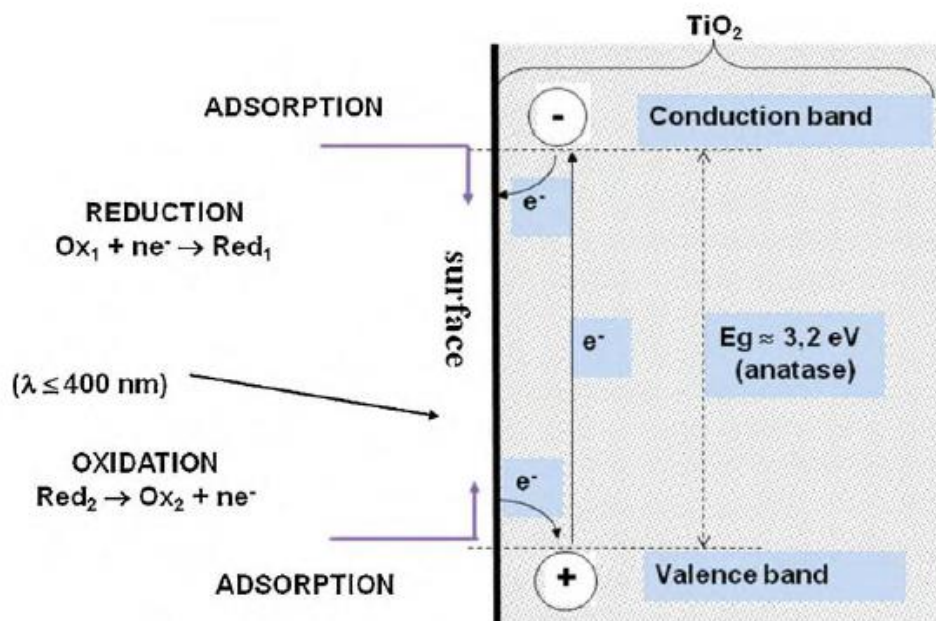 TiO₂
ADSORPTION
-
Conduction band
e⁻
REDUCTION
Ox₁ + ne⁻ → Red₁
surface
e⁻
Eg ≈ 3,2 eV
(anatase)
(λ ≤ 400 nm)
OXIDATION
Red₂ → Ox₂ + ne⁻
e⁻
ADSORPTION
+
Valence band